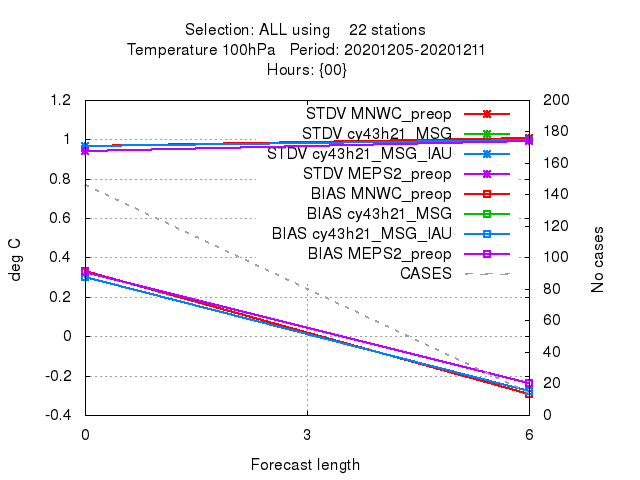 Selection: ALL using 22 stations
Temperature 100hPa Period: 20201205-20201211
Hours: {00}
1.2
1
0.8
0.6
0.4
0.2
0
-0.2
-0.4
deg C
STDV MNWC_preop
STDV cy43h21_MSG
STDV cy43h21_MSG_IAU
STDV MEPS2_preop
BIAS MNWC_preop
BIAS cy43h21_MSG
BIAS cy43h21_MSG_IAU
BIAS MEPS2_preop
CASES
200
180
160
140
120
100
80
60
40
20
0
No cases
0 3 6
Forecast length